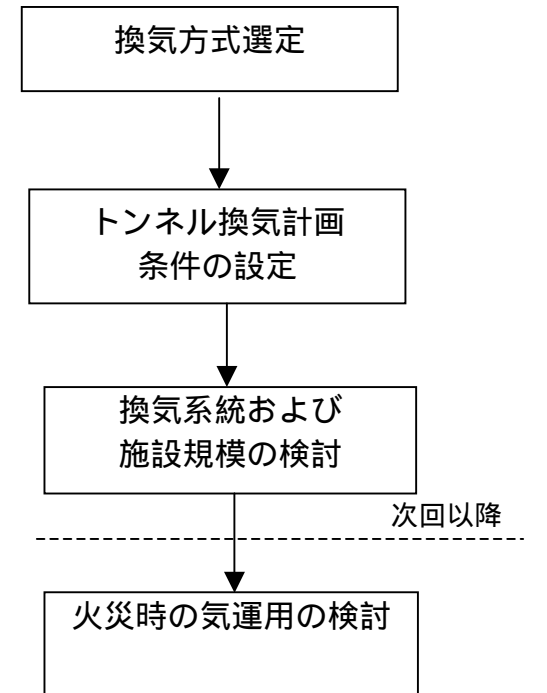 換気方式選定
トンネル換気計画
条件の設定
換気系統および
施設規模の検討
次回以降
火災時の気運用の検討